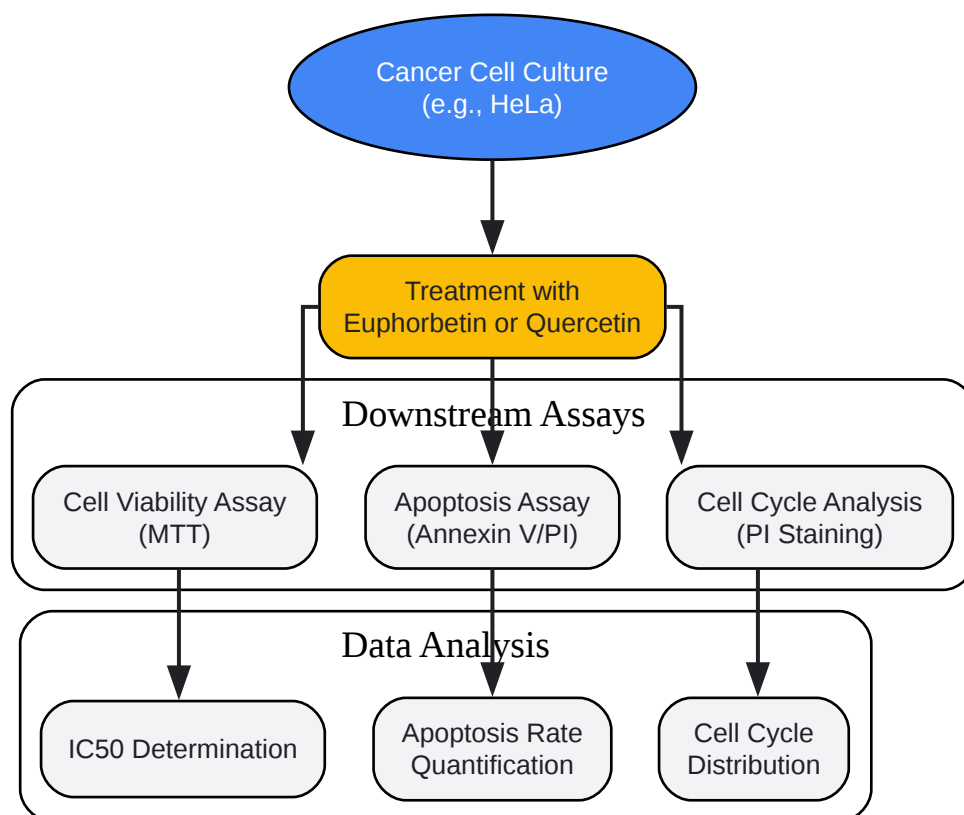 Cancer Cell Culture
(e.g., HeLa)
Treatment with
Euphorbetin or Quercetin
Downstream Assays
Cell Viability Assay
(MTT)
Apoptosis Assay
(Annexin V/PI)
Cell Cycle Analysis
(PI Staining)
Data Analysis
IC50 Determination
Apoptosis Rate
Quantification
Cell Cycle
Distribution